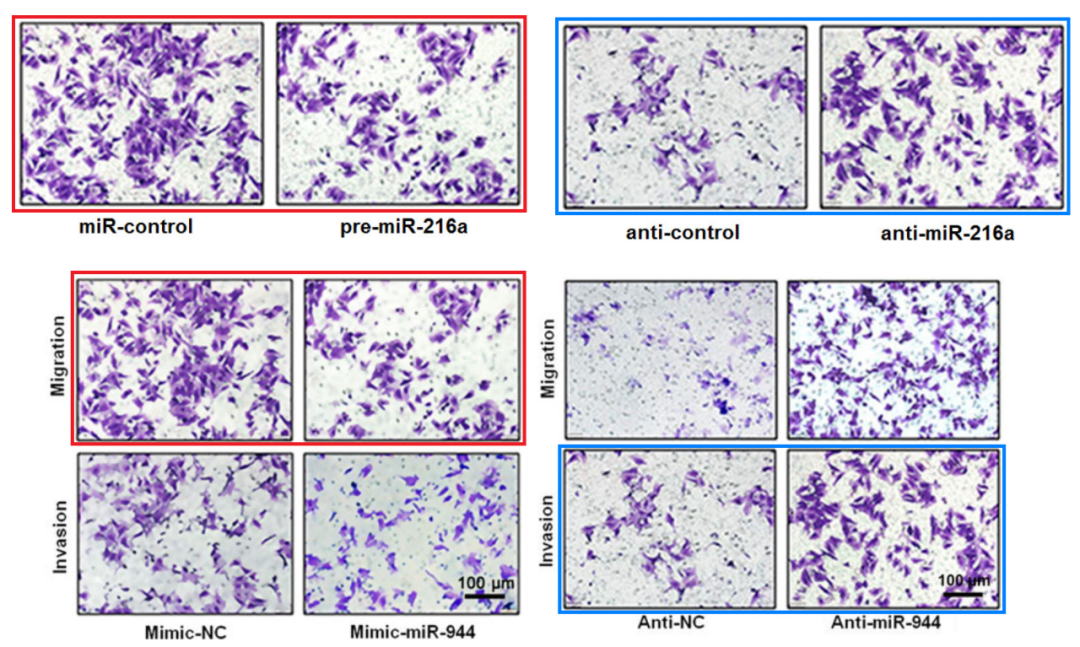 miR-control
pre-miR-216a
anti-control
anti-miR-216a
Migration
Migration
Invasion
100 μm
Invasion
100 μm
Mimic-NC
Mimic-miR-944
Anti-NC
Anti-miR-944